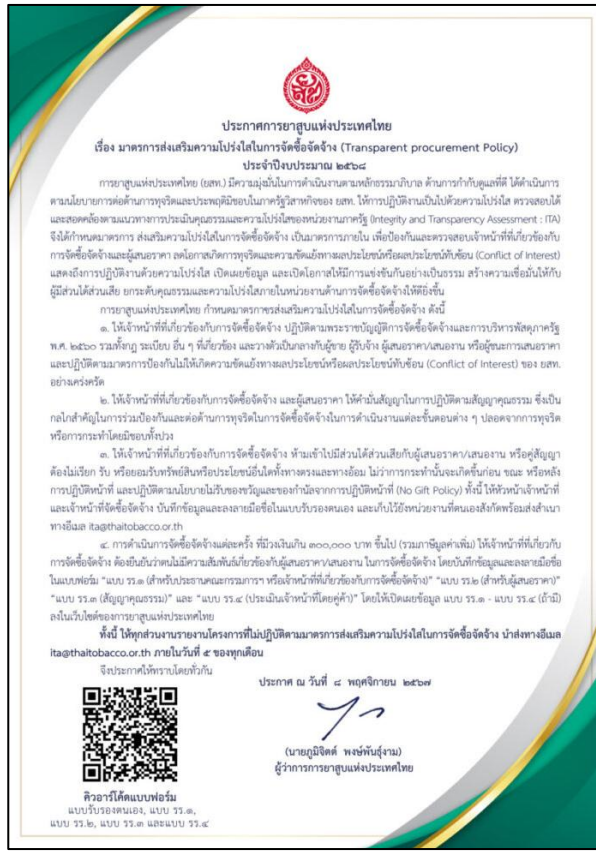 ประกาศการยาสูบแห่งประเทศไทย
เรื่อง มาตรการส่งเสริมความโปร่งใสในการจัดซื้อจัดจ้าง (Transparent procurement Policy)
ประจำปีงบประมาณ ๒๕๖๘
การยาสูบแห่งประเทศไทย (ยสท.) มีความมุ่งมั่นในการดำเนินงานตามหลักธรรมาภิบาล ด้านการกำกับดูแลที่ดี ได้ดำเนินการ
ตามนโยบายการต่อต้านการทุจริตและประพฤติมิชอบในภาครัฐวิสาหกิจของ ยสท. ให้การปฏิบัติงานเป็นไปด้วยความโปร่งใส ตรวจสอบได้
และสอดคล้องตามแนวทางการประเมินคุณธรรมและความโปร่งใสของหน่วยงานภาครัฐ (Integrity and Transparency Assessment : ITA)
จึงได้กำหนดมาตรการ ส่งเสริมความโปร่งใสในการจัดซื้อจัดจ้าง เป็นมาตรการภายใน เพื่อป้องกันและตรวจสอบเจ้าหน้าที่ที่เกี่ยวข้องกับ
การจัดซื้อจัดจ้างและผู้เสนอราคา ลดโอกาสเกิดการทุจริตและความขัดแย้งทางผลประโยชน์หรือผลประโยชน์ทับซ้อน (Conflict of Interest)
แสดงถึงการปฏิบัติงานด้วยความโปร่งใส เปิดเผยข้อมูล และเปิดโอกาสให้มีการแข่งขันกันอย่างเป็นธรรม สร้างความเชื่อมั่นให้กับ
ผู้มีส่วนได้ส่วนเสีย ยกระดับคุณธรรมและความโปร่งใสภายในหน่วยงานด้านการจัดซื้อจัดจ้างให้ดียิ่งขึ้น
การยาสูบแห่งประเทศไทย กำหนดมาตราการส่งเสริมความโปร่งใสในการจัดซื้อจัดจ้าง ดังนี้
๑. ให้เจ้าหน้าที่ที่เกี่ยวข้องกับการจัดซื้อจัดจ้าง ปฏิบัติตามพระราชบัญญัติการจัดซื้อจัดจ้างและการบริหารพัสดุภาครัฐ
พ.ศ. ๒๕๖๐ รวมทั้งกฎ ระเบียบ อื่น ๆ ที่เกี่ยวข้อง และวางตัวเป็นกลางกับผู้ขาย ผู้รับจ้าง ผู้เสนอราคา/เสนองาน หรือผู้ชนะการเสนอราคา
และปฏิบัติตามมาตรการป้องกันไม่ให้เกิดความขัดแย้งทางผลประโยชน์หรือผลประโยชน์ทับซ้อน (Conflict of Interest) ของ ยสท.
อย่างเคร่งครัด
๒. ให้เจ้าหน้าที่ที่เกี่ยวข้องกับการจัดซื้อจัดจ้าง และผู้เสนอราคา ให้คำมั่นสัญญาในการปฏิบัติตามสัญญาคุณธรรม ซึ่งเป็น
กลไกสำคัญในการร่วมป้องกันและต่อต้านการทุจริตในการจัดซื้อจัดจ้างในการดำเนินงานแต่ละขั้นตอนต่าง ๆ ปลอดจากการทุจริต
หรือการกระทำโดยมิชอบทั้งปวง
๓. ให้เจ้าหน้าที่ที่เกี่ยวข้องกับการจัดซื้อจัดจ้าง ห้ามเข้าไปมีส่วนได้ส่วนเสียกับผู้เสนอราคา/เสนองาน หรือคู่สัญญา
ต้องไม่เรียก รับ หรือยอมรับทรัพย์สินหรือประโยชน์อื่นใดทั้งทางตรงและทางอ้อม ไม่ว่าการกระทำนั้นจะเกิดขึ้นก่อน ขณะ หรือหลัง
การปฏิบัติหน้าที่ และปฏิบัติตามนโยบายไม่รับของขวัญและของกำนัลจากการปฏิบัติหน้าที่ (No Gift Policy) ทั้งนี้ ให้หัวหน้าเจ้าหน้าที่
และเจ้าหน้าที่จัดซื้อจัดจ้าง บันทึกข้อมูลและลงลายมือชื่อในแบบรับรองตนเอง และเก็บไว้ยังหน่วยงานที่ตนเองสังกัดพร้อมส่งสำเนา
ทางอีเมล ita@thaitobacco.or.th
๔. การดำเนินการจัดซื้อจัดจ้างแต่ละครั้ง ที่มีวงเงินเกิน ๓๐๐,๐๐๐ บาท ขึ้นไป (รวมภาษีมูลค่าเพิ่ม) ให้เจ้าหน้าที่ที่เกี่ยวกับ
การจัดซื้อจัดจ้าง ต้องยืนยันว่าตนไม่มีความสัมพันธ์เกี่ยวข้องกับผู้เสนอราคา/เสนองาน ในการจัดซื้อจัดจ้าง โดยบันทึกข้อมูลและลงลายมือชื่อ
ในแบบฟอร์ม "แบบ รร.๑ (สำหรับประธานคณะกรรมการฯ หรือเจ้าหน้าที่ที่เกี่ยวข้องกับการจัดซื้อจัดจ้าง)" "แบบ รร.๒ (สำหรับผู้เสนอราคา)"
"แบบ รร.๓ (สัญญาคุณธรรม)" และ "แบบ รร.๔ (ประเมินเจ้าหน้าที่โดยคู่ค้า)" โดยให้เปิดเผยข้อมูล แบบ รร.๑ - แบบ รร.๔ (ถ้ามี)
ลงในเว็บไซต์ของการยาสูบแห่งประเทศไทย
ทั้งนี้ ให้ทุกส่วนงานรายงานโครงการที่ไม่ปฏิบัติตามมาตรการส่งเสริมความโปร่งใสในการจัดซื้อจัดจ้าง นำส่งทางอีเมล
ita@thaitobacco.or.th ภายในวันที่ ๕ ของทุกเดือน
จึงประกาศให้ทราบโดยทั่วกัน
ประกาศ ณ วันที่ ๘ พฤศจิกายน ๒๕๖๗
(นายภูมิจิตต์ พงษ์พันธุ์งาม)
ผู้ว่าการการยาสูบแห่งประเทศไทย
คิวอาร์โค้ดแบบฟอร์ม
แบบรับรองตนเอง, แบบ รร.๑,
แบบ รร.๒, แบบ รร.๓ และแบบ รร.๔